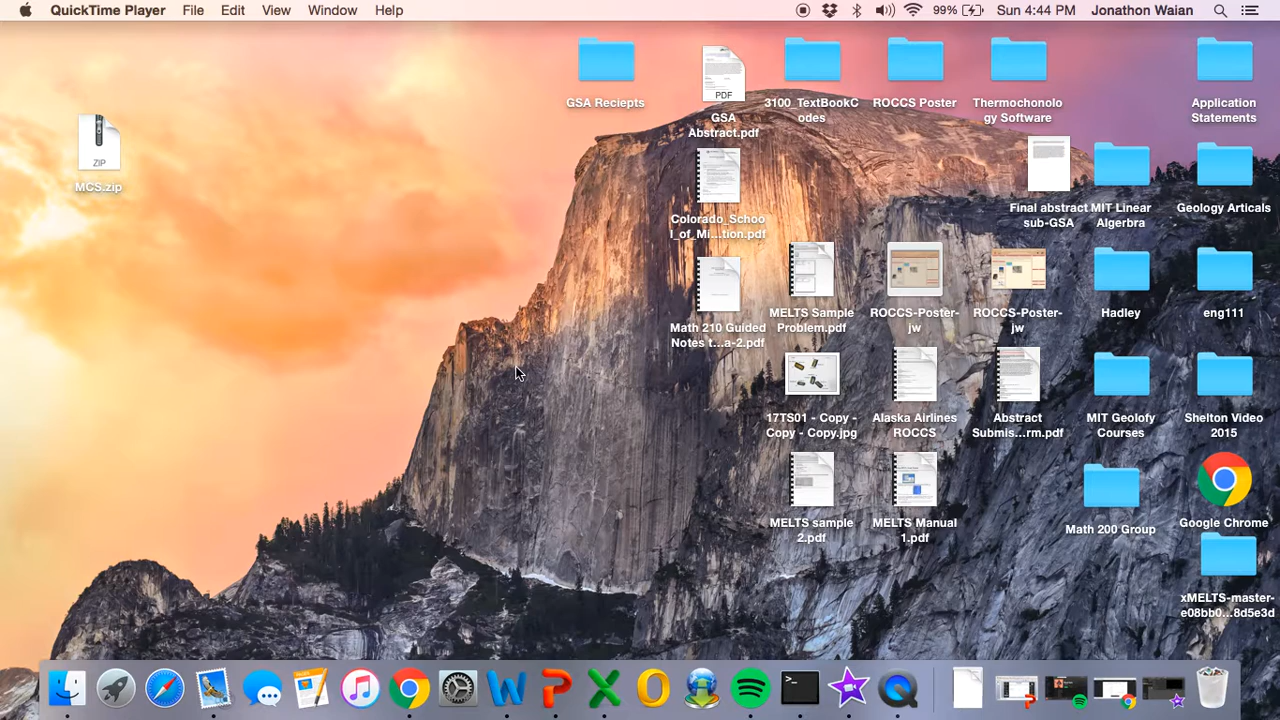 QuickTime Player File Edit View Window Help 99% Sun 4:44 PM Jonathon Waian
GSA Reciepts
PDF
GSA
Abstract.pdf
3100_TextBookC
odes
ROCCS Poster
Thermochonolo
gy Software
Application
Statements
ZIP
MCS.zip
Colorado_Schoo
l_of_Mi...tion.pdf
Final abstract
sub-GSA
MIT Linear
Algerbra
Geology Articals
Math 210 Guided
Notes t...a-2.pdf
MELTS Sample
Problem.pdf
ROCCS-Poster-
jw
ROCCS-Poster-
jw
Hadley
eng111
17TS01 - Copy -
Copy - Copy.jpg
Alaska Airlines
ROCCS
Abstract
Submis...rm.pdf
MIT Geolofy
Courses
Shelton Video
2015
MELTS sample
2.pdf
MELTS Manual
1.pdf
Math 200 Group
Google Chrome
xMELTS-master-
e08bb0...8d5e3d